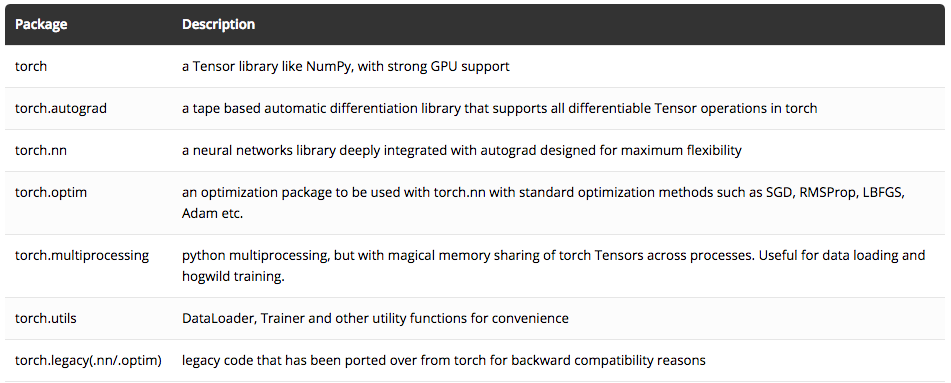 Package Description
torch a Tensor library like NumPy, with strong GPU support
torch.autograd a tape based automatic differentiation library that supports all differentiable Tensor operations in torch
torch.nn a neural networks library deeply integrated with autograd designed for maximum flexibility
torch.optim an optimization package to be used with torch.nn with standard optimization methods such as SGD, RMSProp, LBFGS,
Adam etc.
torch.multiprocessing python multiprocessing, but with magical memory sharing of torch Tensors across processes. Useful for data loading and
hogwild training.
torch.utils DataLoader, Trainer and other utility functions for convenience
torch.legacy(.nn/.optim) legacy code that has been ported over from torch for backward compatibility reasons